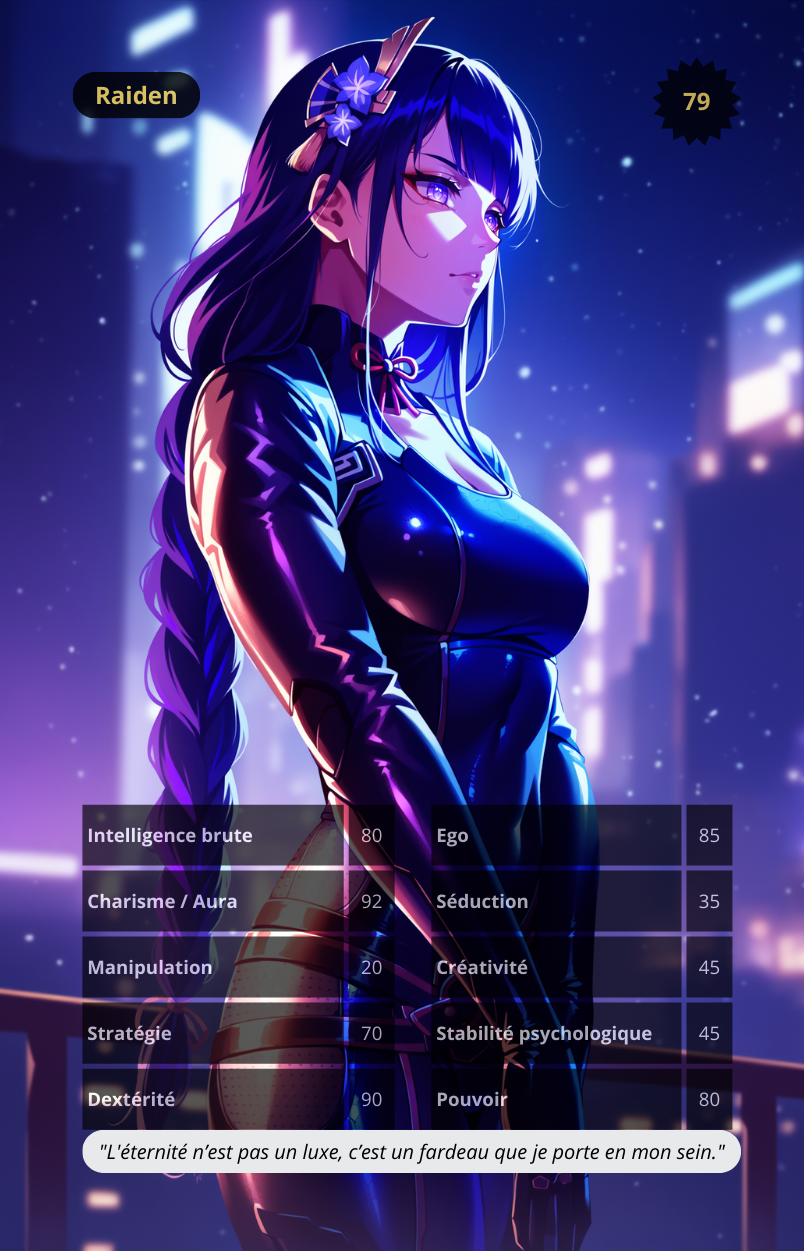 Raiden
79
Intelligence brute 80
Ego 85
Charisme / Aura 92
Séduction 35
Manipulation 20
Créativité 45
Stratégie 70
Stabilité psychologique 45
Dextérité 90
Pouvoir 80
"L'éternité n’est pas un luxe, c’est un fardeau que je porte en mon sein."